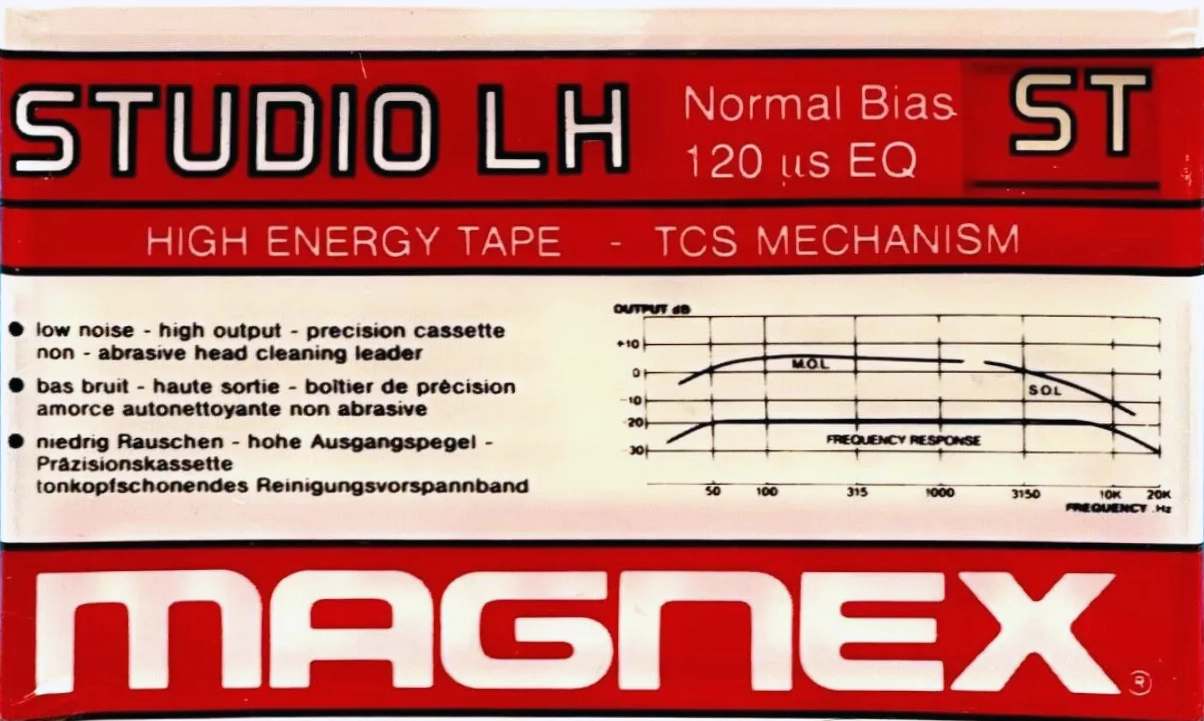 STUDIO LH
Normal Bias
120 µs EQ
ST
HIGH ENERGY TAPE - TCS MECHANISM
● low noise - high output - precision cassette
non - abrasive head cleaning leader
● bas bruit - haute sortie - boîtier de prècision
amorce autonettoyante non abrasive
● niedrig Rauschen - hohe Ausgangspegel -
Präzisionskassette
tonkopfschonendes Reinigungsvorspannband
OUTPUT dB
+10
0
-10
-20
-30
M.O.L
S.O.L
FREQUENCY RESPONSE
50 100 315 1000 3150 10K 20K
FREQUENCY Hz
MAGNEX ®